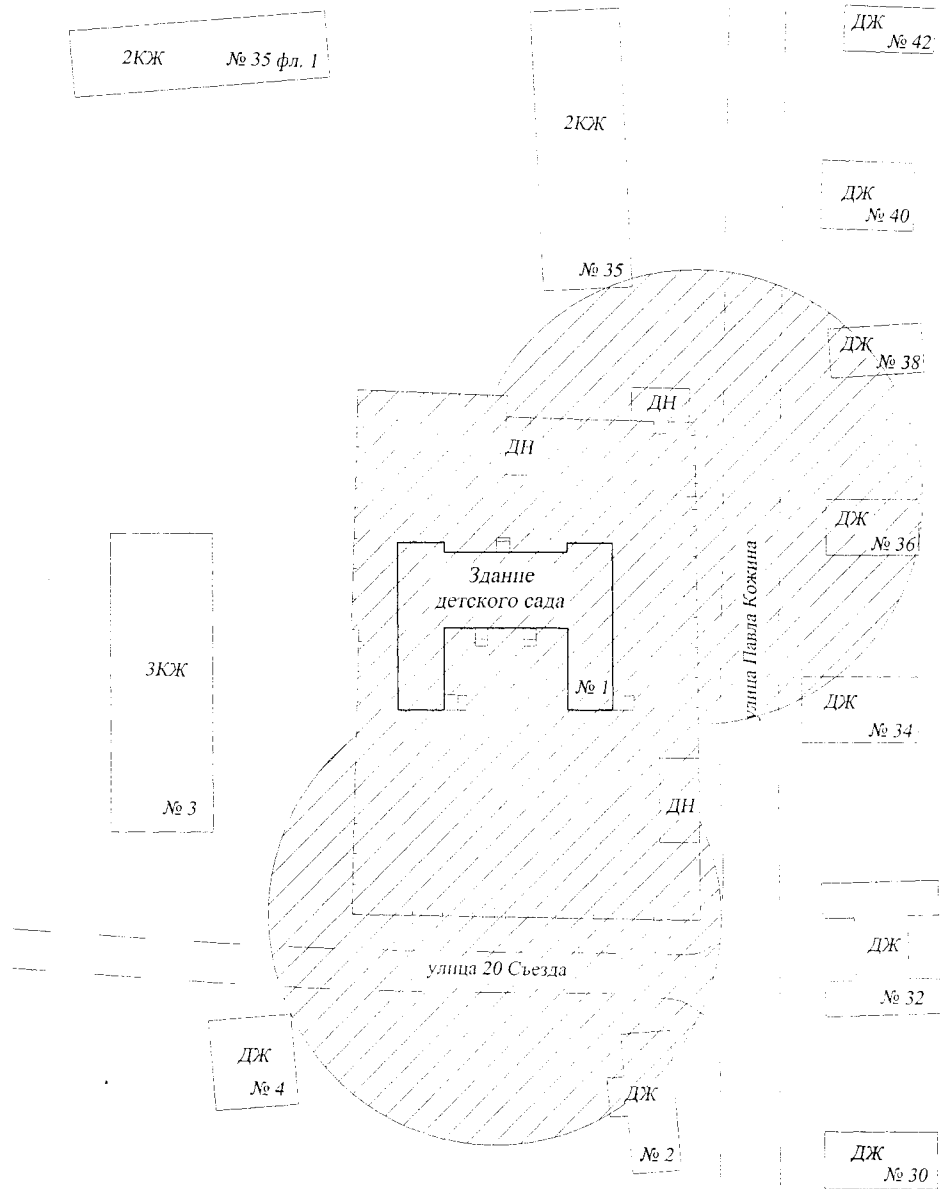 2КЖ № 35 фл. 1
ДЖ
№ 42
2КЖ
ДЖ
№ 40
№ 35
ДЖ
№ 38
ДН
ДН
ДЖ
№ 36
Здание
детского сада
№ 1
улица Павла Кожина
3КЖ
№ 3
ДЖ
№ 34
ДН
ДЖ
№ 32
улица 20 Съезда
ДЖ
№ 4
ДЖ
№ 2
ДЖ
№ 30